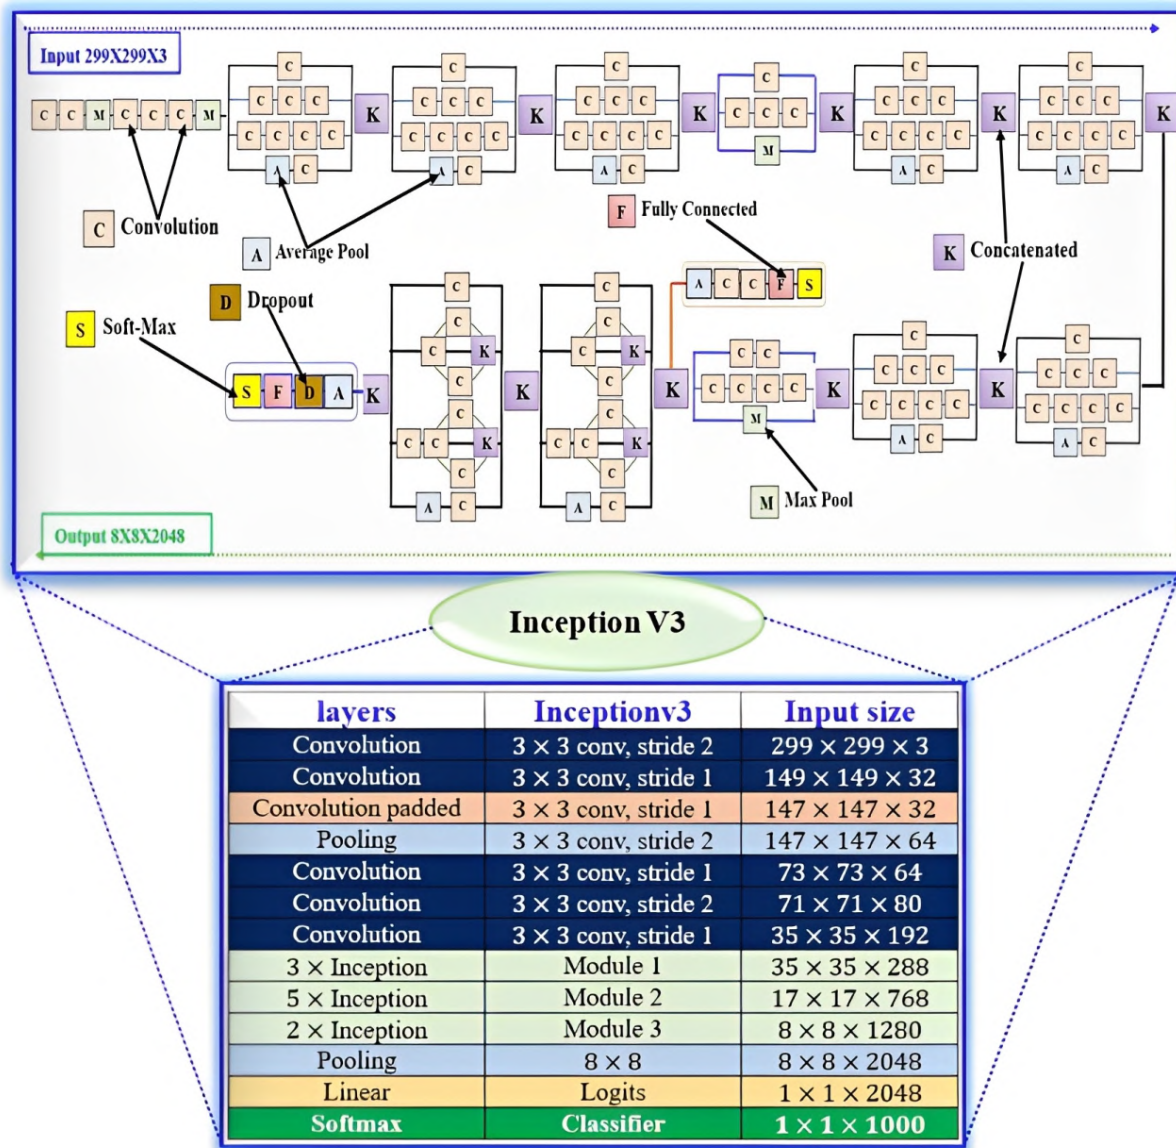 Input 299X299X3
C C C C C C
C C C C C C C C C C C C C C C
C C M C C C M K K K C C C K K K
C C C C C C C C C C C C C C C C C C C C
M
A C A C A C A C A C
C Convolution
A Average Pool
F Fully Connected
K Concatenated
D Dropout
S Soft-Max
A C C F S
C C
C C C C
C K C K C C C C C C C C
S F D A K K K C C C C K K
C C C C C C C C C C
C C M A C A C
C C K C C K
C C
A C A C
M Max Pool
Output 8X8X2048
Inception V3
layers Inceptionv3 Input size
Convolution 3 × 3 conv, stride 2 299 × 299 × 3
Convolution 3 × 3 conv, stride 1 149 × 149 × 32
Convolution padded 3 × 3 conv, stride 1 147 × 147 × 32
Pooling 3 × 3 conv, stride 2 147 × 147 × 64
Convolution 3 × 3 conv, stride 1 73 × 73 × 64
Convolution 3 × 3 conv, stride 2 71 × 71 × 80
Convolution 3 × 3 conv, stride 1 35 × 35 × 192
3 × Inception Module 1 35 × 35 × 288
5 × Inception Module 2 17 × 17 × 768
2 × Inception Module 3 8 × 8 × 1280
Pooling 8 × 8 8 × 8 × 2048
Linear Logits 1 × 1 × 2048
Softmax Classifier 1 × 1 × 1000